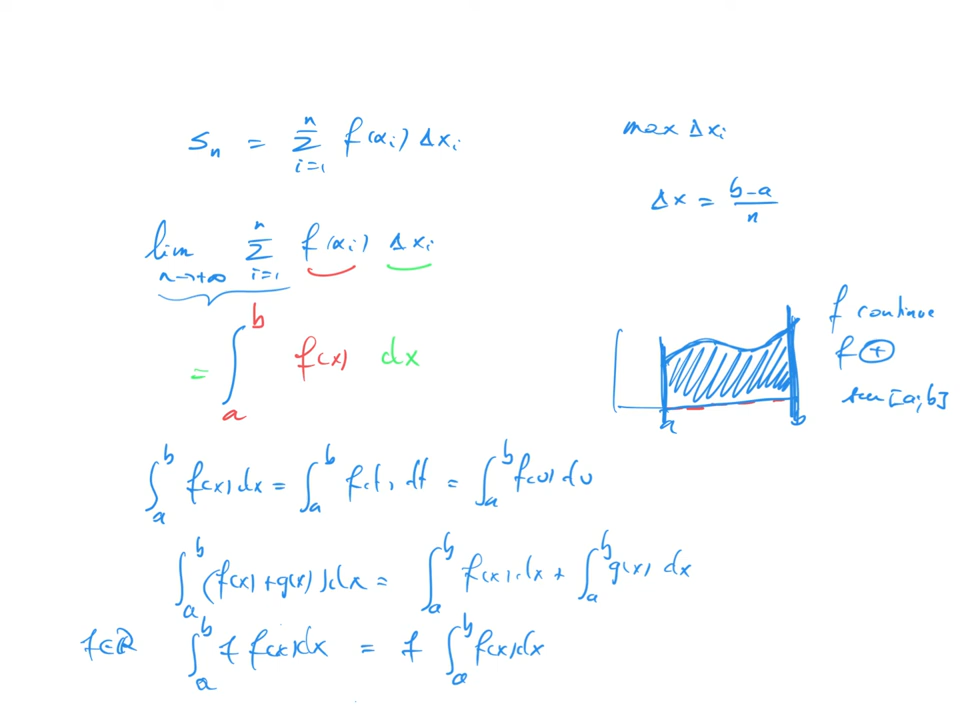 Sₙ = Σ_{i=1}^{n} f(αᵢ) Δxᵢ
max Δxᵢ
Δx = (b-a)/n
lim_{n→+∞} Σ_{i=1}^{n} f(αᵢ) Δxᵢ
= ∫_a^b f(x) dx
f continue
f ⊕
[a;b]
a b
∫_a^b f(x) dx = ∫_a^b f(t) dt = ∫_a^b f(u) du
∫_a^b (f(x)+g(x)) dx = ∫_a^b f(x) dx + ∫_a^b g(x) dx
∈ℝ ∫_a^b f(x) dx = ∫_a^b f(x) dx